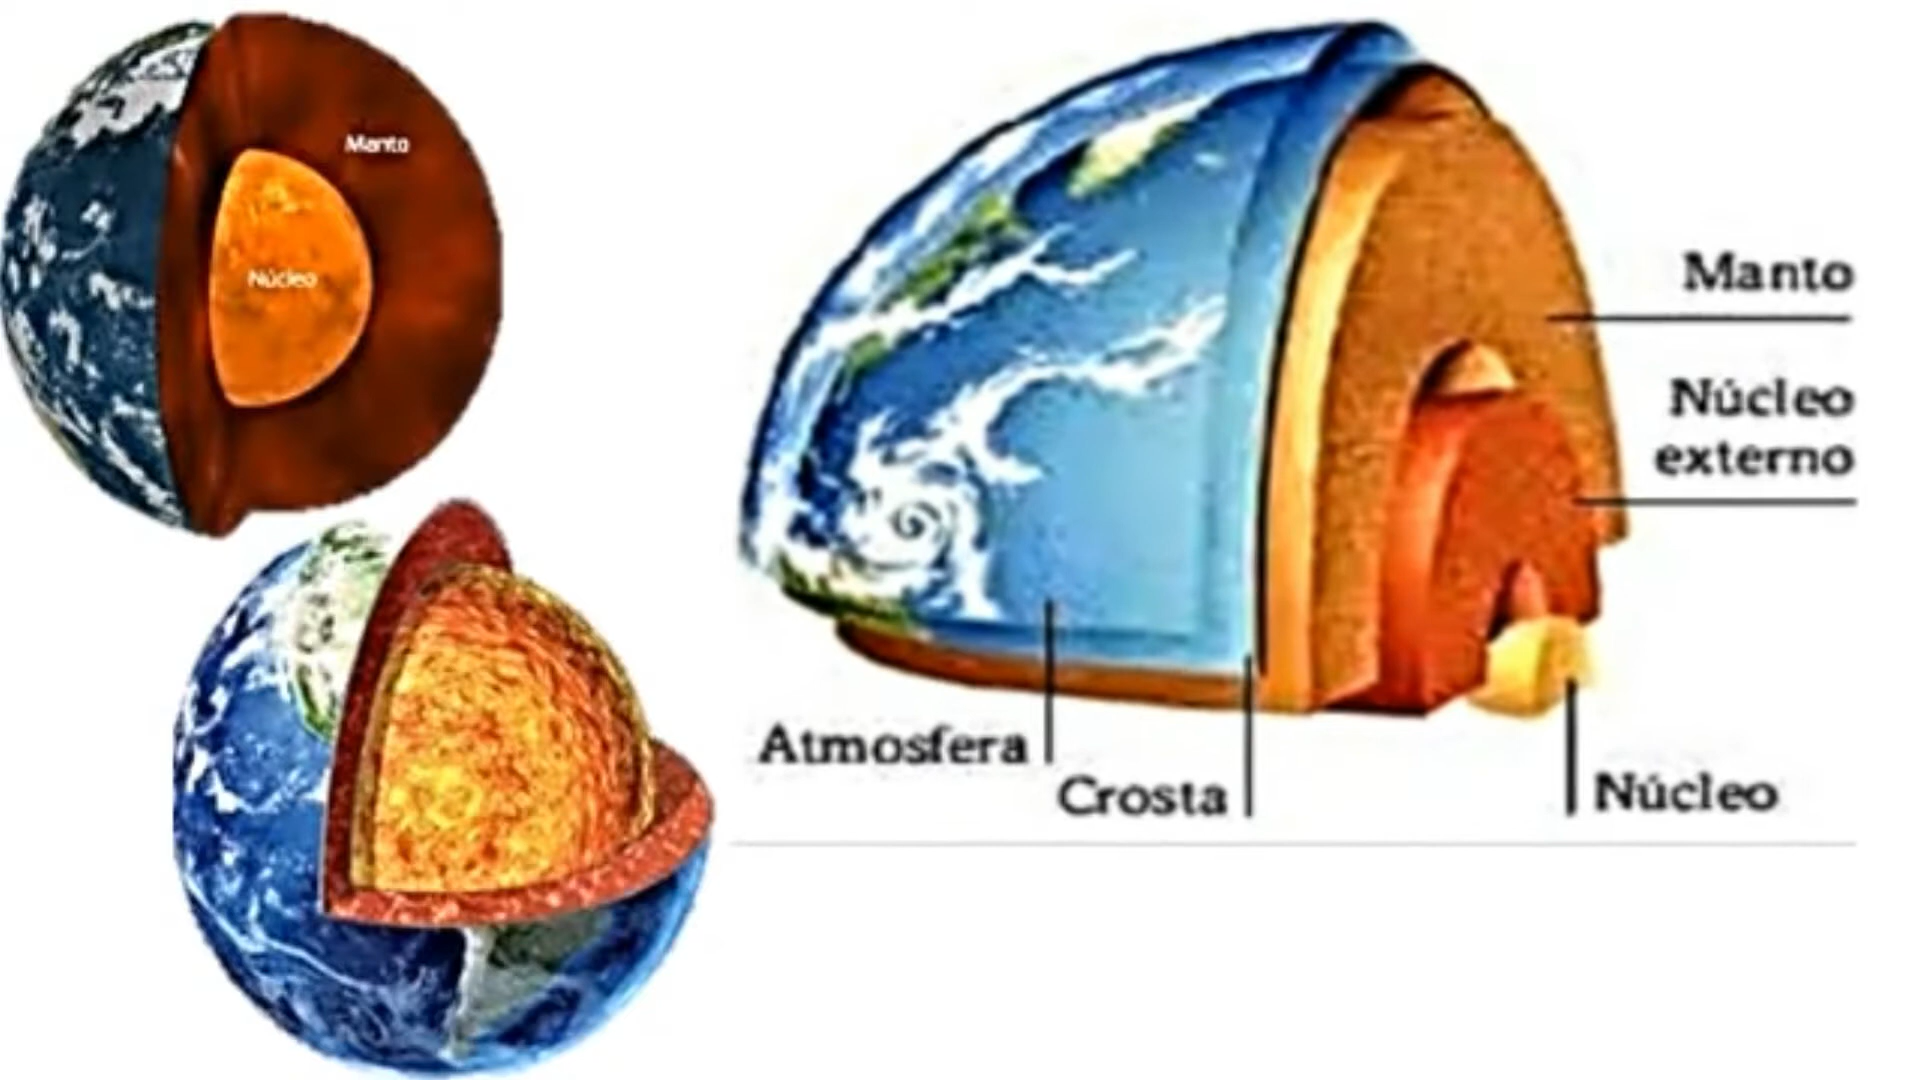 Manto
Núcleo
Manto
Núcleo
externo
Atmosfera
Crosta
Núcleo